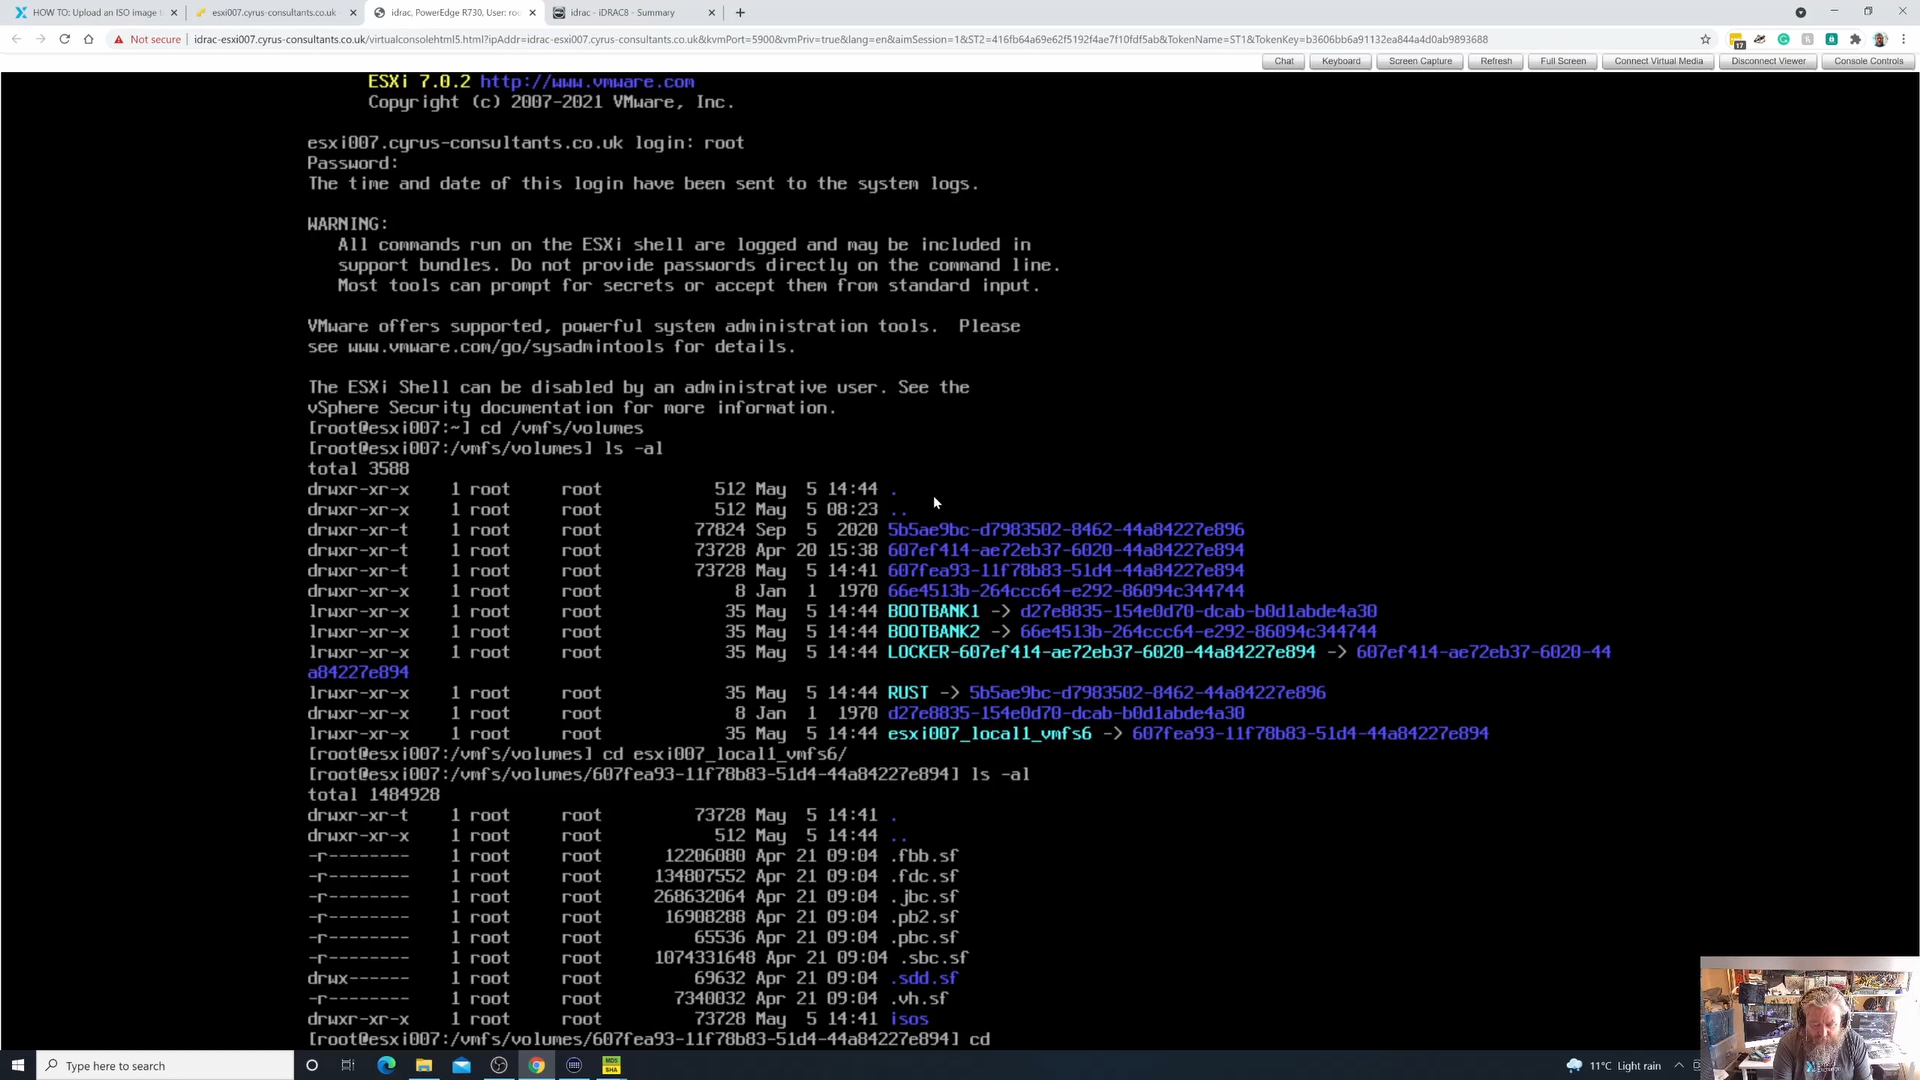 HOW TO: Upload an ISO image
esxi007.cyrus-consultants.co.uk
idrac, PowerEdge R730, User: roo
idrac - iDRAC8 - Summary
Not secure
idrac-esxi007.cyrus-consultants.co.uk/virtualconsolehtml5.html?ipAddr=idrac-esxi007.cyrus-consultants.co.uk&kvmPort=5900&vmPriv=true&lang=en&aimSession=1&ST2=416fb64a69e62f5192f4ae7f10fdf5ab&TokenName=ST1&TokenKey=b3606bb6a91132ea844a4d0ab9893688
17
Chat Keyboard Screen Capture Refresh Full Screen Connect Virtual Media Disconnect Viewer Console Controls
ESXi 7.0.2 http://www.vmware.com
Copyright (c) 2007-2021 VMware, Inc.
esxi007.cyrus-consultants.co.uk login: root
Password:
The time and date of this login have been sent to the system logs.
WARNING:
All commands run on the ESXi shell are logged and may be included in
support bundles. Do not provide passwords directly on the command line.
Most tools can prompt for secrets or accept them from standard input.
VMware offers supported, powerful system administration tools.  Please
see www.vmware.com/go/sysadmintools for details.
The ESXi Shell can be disabled by an administrative user. See the
vSphere Security documentation for more information.
[root@esxi007:~] cd /vmfs/volumes
[root@esxi007:/vmfs/volumes] ls -al
total 3588
drwxr-xr-x 1 root root 512 May 5 14:44 .
drwxr-xr-x 1 root root 512 May 5 08:23 ..
drwxr-xr-t 1 root root 77824 Sep 5 2020 5b5ae9bc-d7983502-8462-44a84227e896
drwxr-xr-t 1 root root 73728 Apr 20 15:38 607ef414-ae72eb37-6020-44a84227e894
drwxr-xr-t 1 root root 73728 May 5 14:41 607fea93-11f78b83-51d4-44a84227e894
drwxr-xr-x 1 root root 8 Jan 1 1970 66e4513b-264ccc64-e292-86094c344744
lrwxr-xr-x 1 root root 35 May 5 14:44 BOOTBANK1 -> d27e8835-154e0d70-dcab-b0d1abde4a30
lrwxr-xr-x 1 root root 35 May 5 14:44 BOOTBANK2 -> 66e4513b-264ccc64-e292-86094c344744
lrwxr-xr-x 1 root root 35 May 5 14:44 LOCKER-607ef414-ae72eb37-6020-44a84227e894 -> 607ef414-ae72eb37-6020-44
a84227e894
lrwxr-xr-x 1 root root 35 May 5 14:44 RUST -> 5b5ae9bc-d7983502-8462-44a84227e896
drwxr-xr-x 1 root root 8 Jan 1 1970 d27e8835-154e0d70-dcab-b0d1abde4a30
lrwxr-xr-x 1 root root 35 May 5 14:44 esxi007_local1_vmfs6 -> 607fea93-11f78b83-51d4-44a84227e894
[root@esxi007:/vmfs/volumes] cd esxi007_local1_vmfs6/
[root@esxi007:/vmfs/volumes/607fea93-11f78b83-51d4-44a84227e894] ls -al
total 1484928
drwxr-xr-t 1 root root 73728 May 5 14:41 .
drwxr-xr-x 1 root root 512 May 5 14:44 ..
-r-------- 1 root root 12206080 Apr 21 09:04 .fbb.sf
-r-------- 1 root root 134807552 Apr 21 09:04 .fdc.sf
-r-------- 1 root root 268632064 Apr 21 09:04 .jbc.sf
-r-------- 1 root root 16908288 Apr 21 09:04 .pb2.sf
-r-------- 1 root root 65536 Apr 21 09:04 .pbc.sf
-r-------- 1 root root 1074331648 Apr 21 09:04 .sbc.sf
drwx------ 1 root root 69632 Apr 21 09:04 .sdd.sf
-r-------- 1 root root 7340032 Apr 21 09:04 .vh.sf
drwxr-xr-x 1 root root 73728 May 5 14:41 isos
[root@esxi007:/vmfs/volumes/607fea93-11f78b83-51d4-44a84227e894] cd
Type here to search
MD5
SHA
11°C Light rain